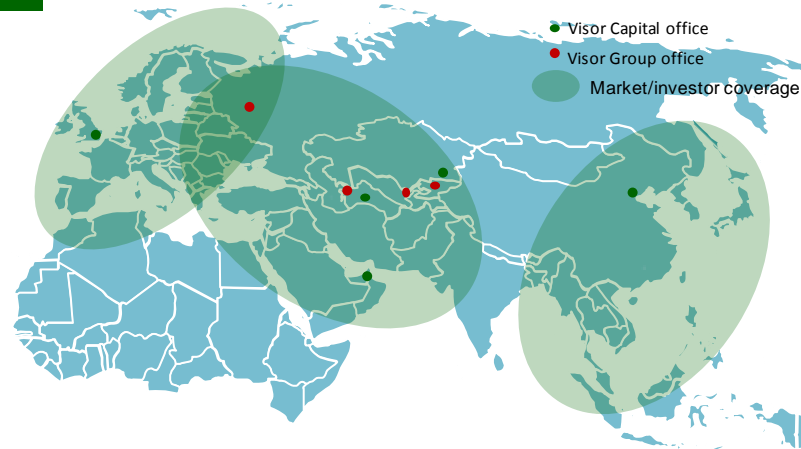 Visor Capital office
Visor Group office
Market/investor coverage